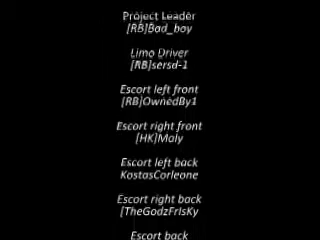 Project Leader
[RB]Bad_boy
Limo Driver
[RB]sersd-1
Escort left front
[RB]OwnedBy1
Escort right front
[HK]Maly
Escort left back
KostasCorleone
Escort right back
[TheGodzFrIsKy
Escort back